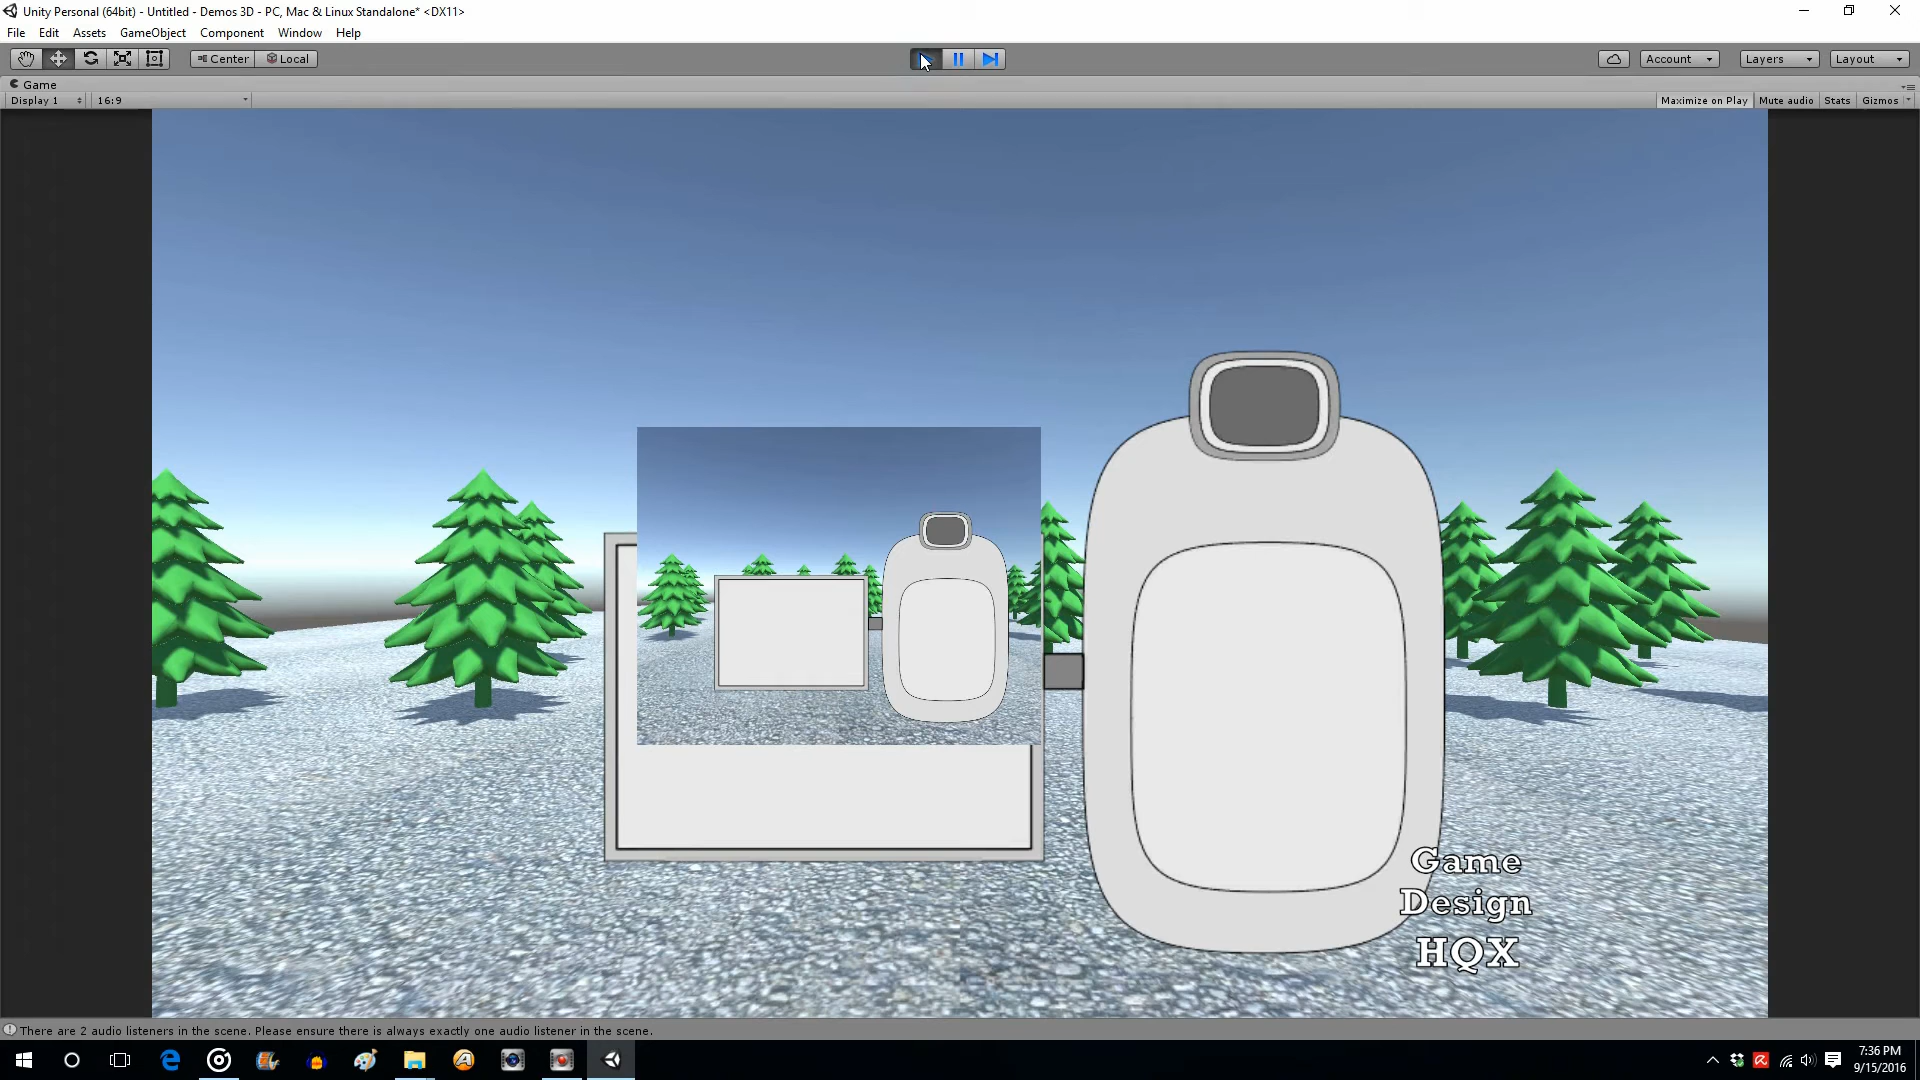 Unity Personal (64bit) - Untitled - Demos 3D - PC, Mac & Linux Standalone* <DX11>
File Edit Assets GameObject Component Window Help
Center Local Account Layers Layout
Game
Display 1 16:9 Maximize on Play Mute audio Stats Gizmos
Game
Design
HQX
There are 2 audio listeners in the scene. Please ensure there is always exactly one audio listener in the scene.
7:36 PM
9/15/2016